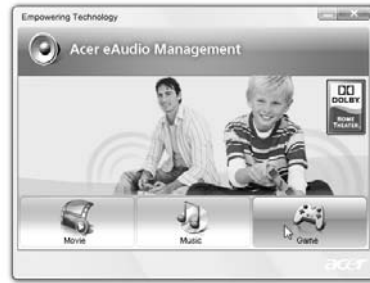 Empowering Technology
Acer eAudio Management
DOLBY
HOME
THEATER
Movie
Music
Game
acer